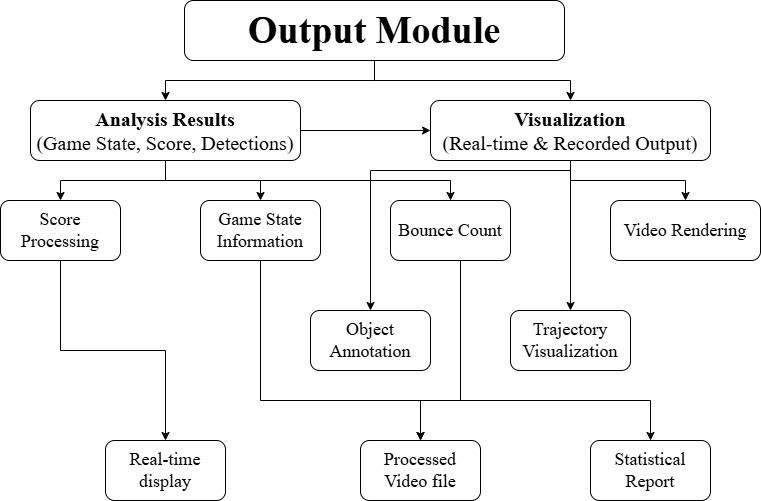 Output Module
Analysis Results
(Game State, Score, Detections)
Visualization
(Real-time & Recorded Output)
Score
Processing
Game State
Information
Bounce Count
Video Rendering
Object
Annotation
Trajectory
Visualization
Real-time
display
Processed
Video file
Statistical
Report